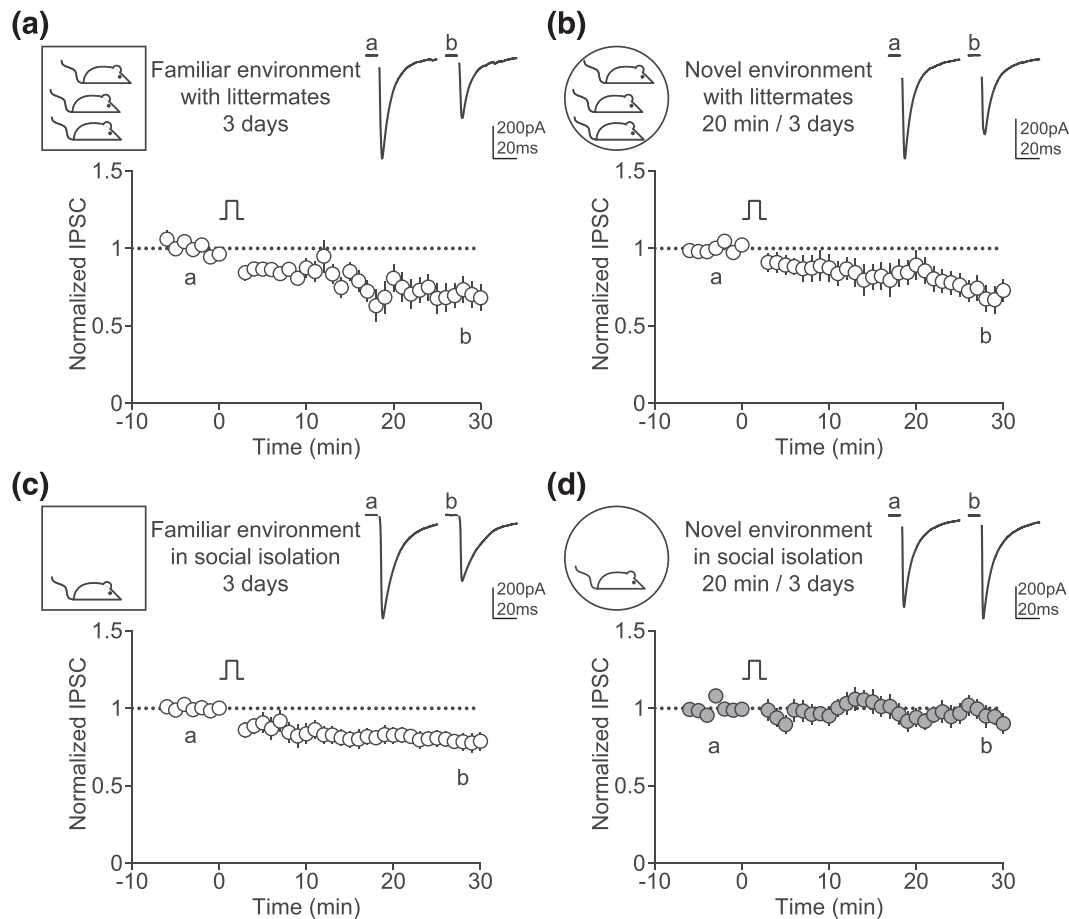 (a)
Familiar environment
with littermates
3 days
a
b
200pA
20ms
1.5
1
0.5
0
Normalized IPSC
a
b
-10
0
10
20
30
Time (min)
(b)
Novel environment
with littermates
20 min / 3 days
a
b
200pA
20ms
1.5
1
0.5
0
Normalized IPSC
a
b
-10
0
10
20
30
Time (min)
(c)
Familiar environment
in social isolation
3 days
a
b
200pA
20ms
1.5
1
0.5
0
Normalized IPSC
a
b
-10
0
10
20
30
Time (min)
(d)
Novel environment
in social isolation
20 min / 3 days
a
b
200pA
20ms
1.5
1
0.5
0
Normalized IPSC
a
b
-10
0
10
20
30
Time (min)